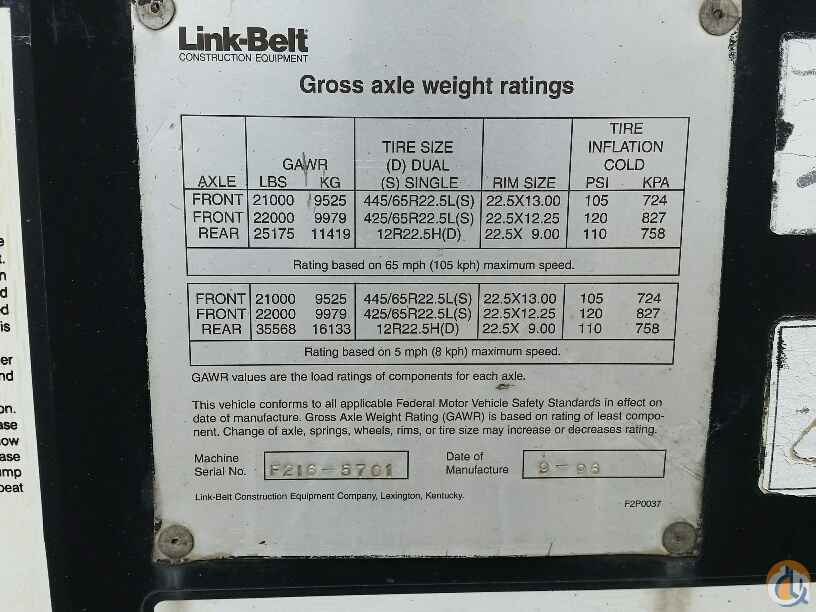 Link-Belt
CONSTRUCTION EQUIPMENT
Gross axle weight ratings
TIRE
TIRE SIZE INFLATION
GAWR (D) DUAL COLD
AXLE LBS KG (S) SINGLE RIM SIZE PSI KPA
FRONT 21000 9525 445/65R22.5L(S) 22.5X13.00 105 724
FRONT 22000 9979 425/65R22.5L(S) 22.5X12.25 120 827
REAR 25175 11419 12R22.5H(D) 22.5X 9.00 110 758
Rating based on 65 mph (105 kph) maximum speed.
FRONT 21000 9525 445/65R22.5L(S) 22.5X13.00 105 724
FRONT 22000 9979 425/65R22.5L(S) 22.5X12.25 120 827
REAR 35568 16133 12R22.5H(D) 22.5X 9.00 110 758
Rating based on 5 mph (8 kph) maximum speed.
GAWR values are the load ratings of components for each axle.
This vehicle conforms to all applicable Federal Motor Vehicle Safety Standards in effect on
date of manufacture. Gross Axle Weight Rating (GAWR) is based on rating of least compo-
nent. Change of axle, springs, wheels, rims, or tire size may increase or decreases rating.
Machine
Serial No. F216-5701
Date of
Manufacture 9-96
Link-Belt Construction Equipment Company, Lexington, Kentucky.
F2P0037